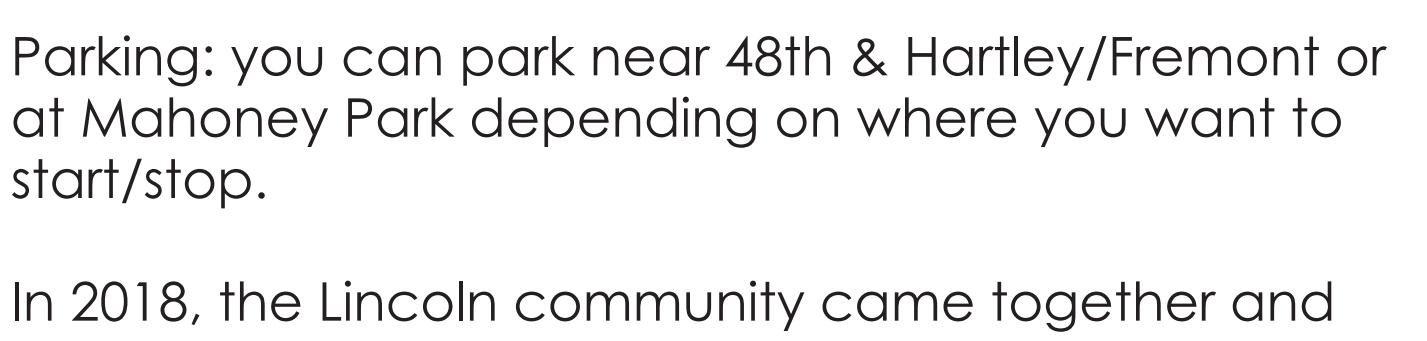 Parking: you can park near 48th & Hartley/Fremont or
at Mahoney Park depending on where you want to
start/stop.
In 2018, the Lincoln community came together and